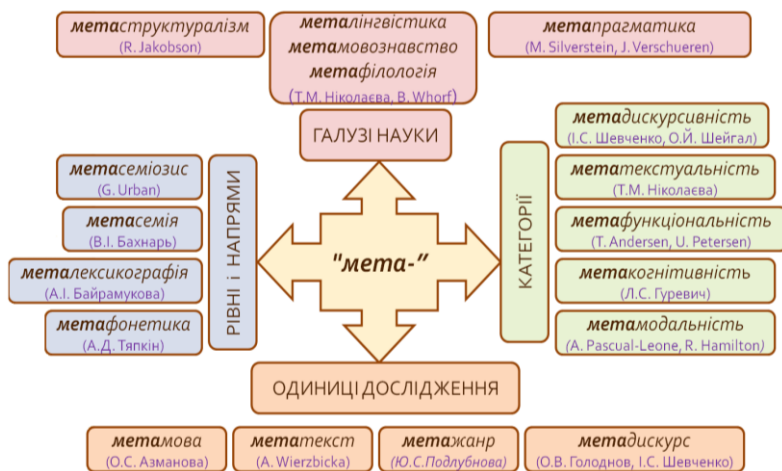 метаструктуралізм
(R. Jakobson)
металінгвістика
метамовознавство
метафілологія
(Т.М. Ніколаєва, B. Whorf)
метапрагматика
(M. Silverstein, J. Verschueren)
ГАЛУЗІ НАУКИ
метасеміозис
(G. Urban)
метасемія
(В.І. Бахнарь)
металексикографія
(А.І. Байрамукова)
метафонетика
(А.Д. Тяпкін)
РІВНІ і НАПРЯМИ
"мета-”
КАТЕГОРІЇ
метадискурсивність
(І.С. Шевченко, О.Й. Шейгал)
метатекстуальність
(Т.М. Ніколаєва)
метафункціональність
(T. Andersen, U. Petersen)
метакогнітивність
(Л.С. Гуревич)
метамодальність
(A. Pascual-Leone, R. Hamilton)
ОДИНИЦІ ДОСЛІДЖЕННЯ
метамова
(О.С. Азманова)
метатекст
(A. Wierzbicka)
метажанр
(Ю.С.Подлубнова)
метадискурс
(О.В. Голоднов, І.С. Шевченко)